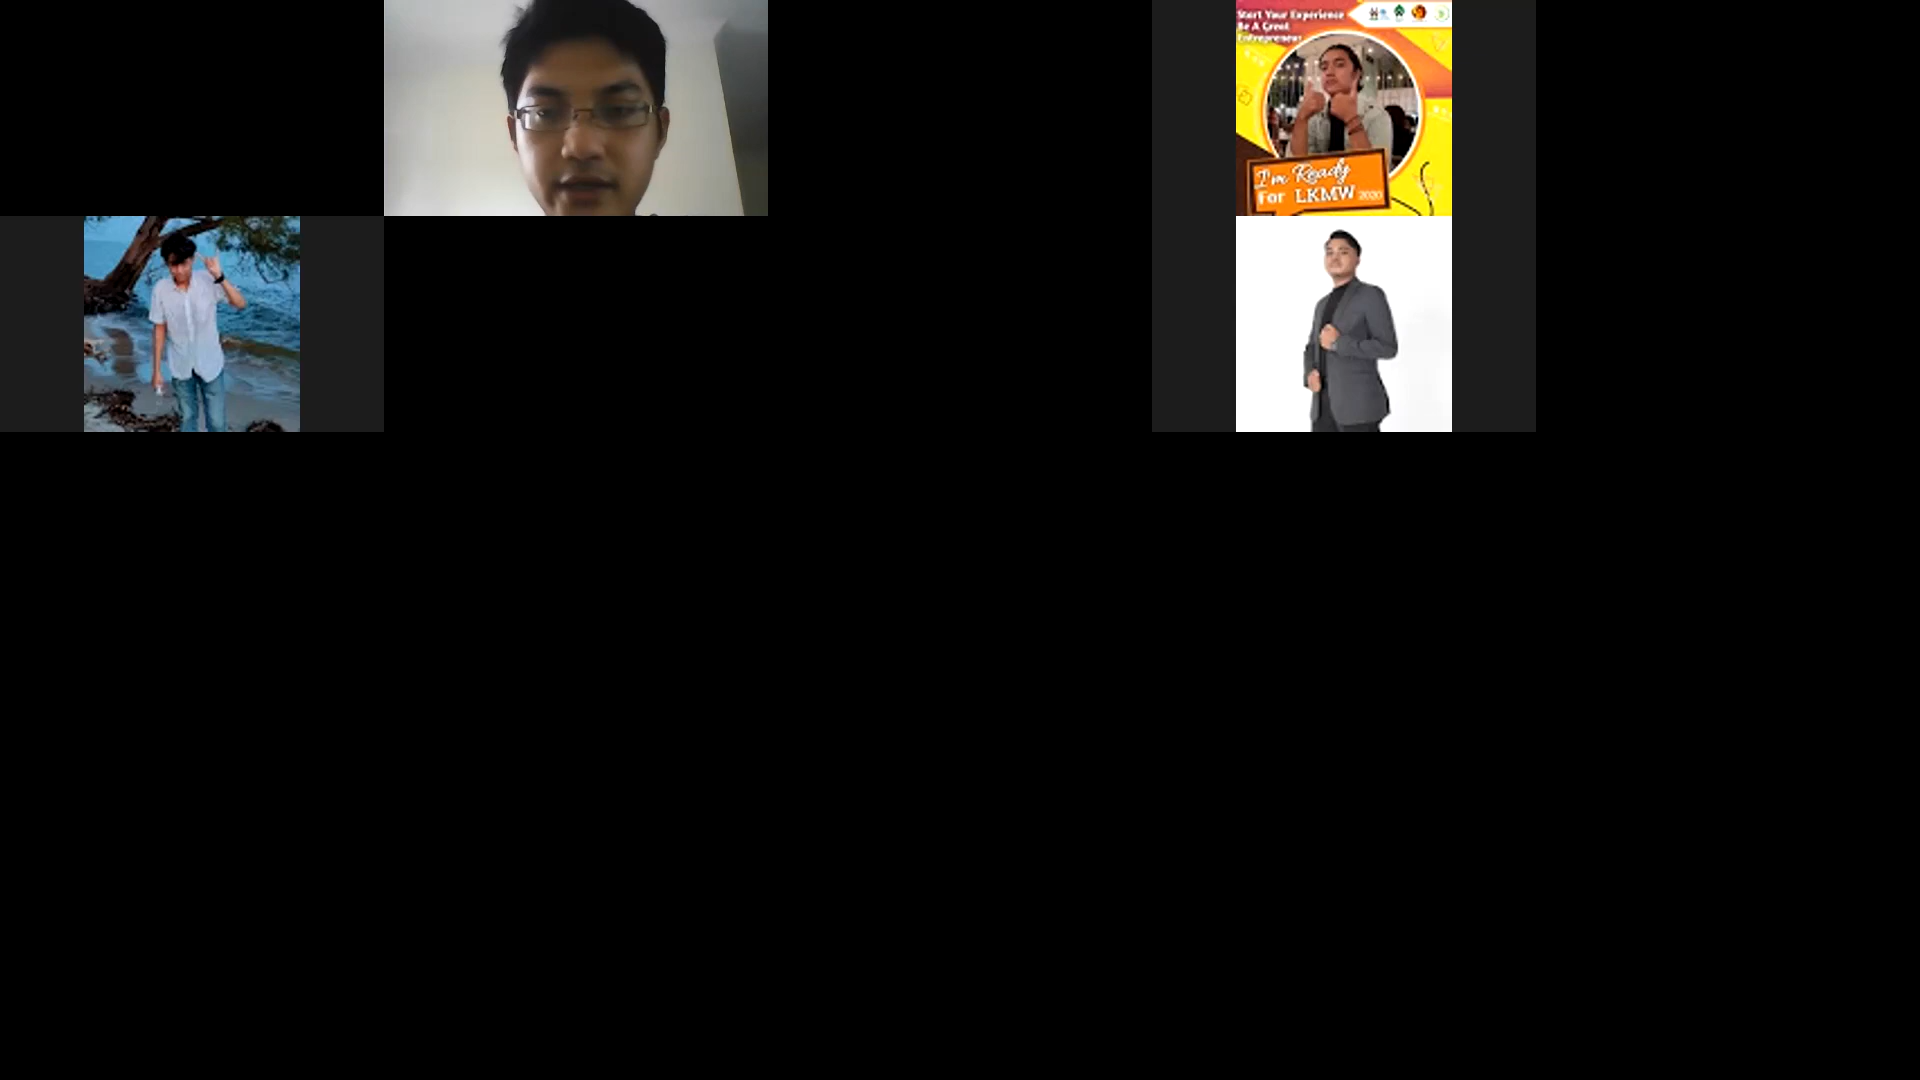 Start Your Experience
Be A Great
Entrepreneur
I'm Ready
For LKMW 2020